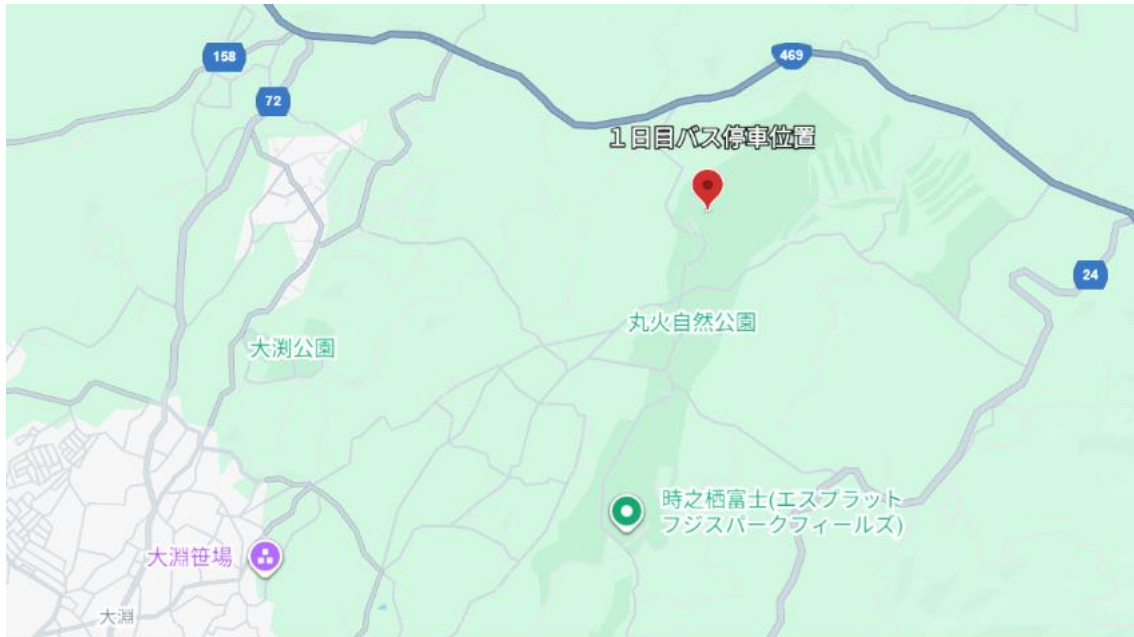 158
469
72
１日目バス停車位置
24
丸火自然公園
大渕公園
時之栖富士(エスプラット
フジスパークフィールズ)
大淵笹場
大淵